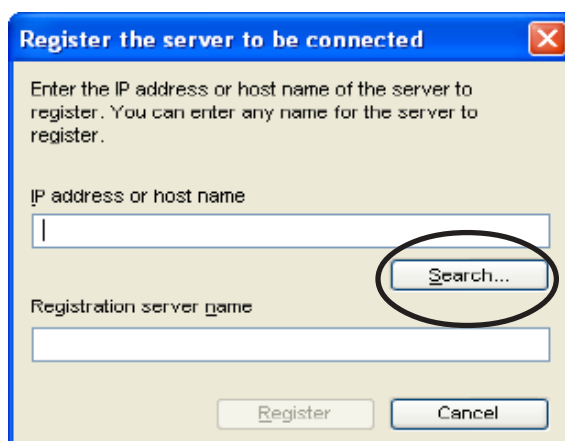 Register the server to be connected
Enter the IP address or host name of the server to
register. You can enter any name for the server to
register.
IP address or host name
Search...
Registration server name
Register
Cancel